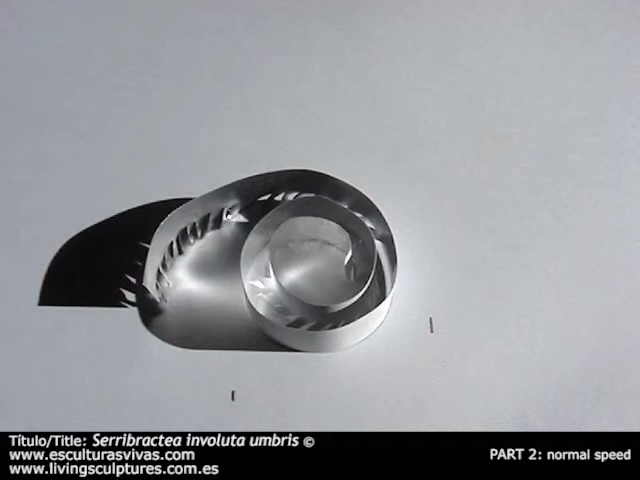 Título/Title: Serribractea involuta umbris ©
www.esculturasvivas.com
www.livingsculptures.com.es
PART 2: normal speed